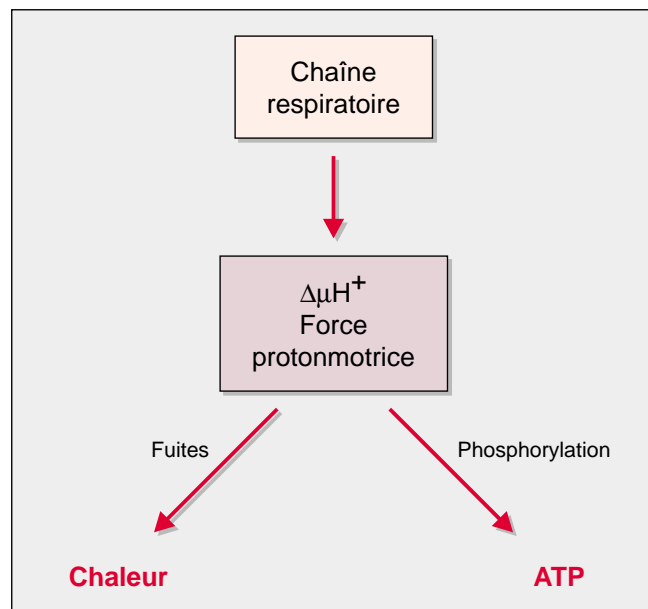 Chaîne
respiratoire
ΔμH⁺
Force
protonmotrice
Fuites
Phosphorylation
Chaleur
ATP